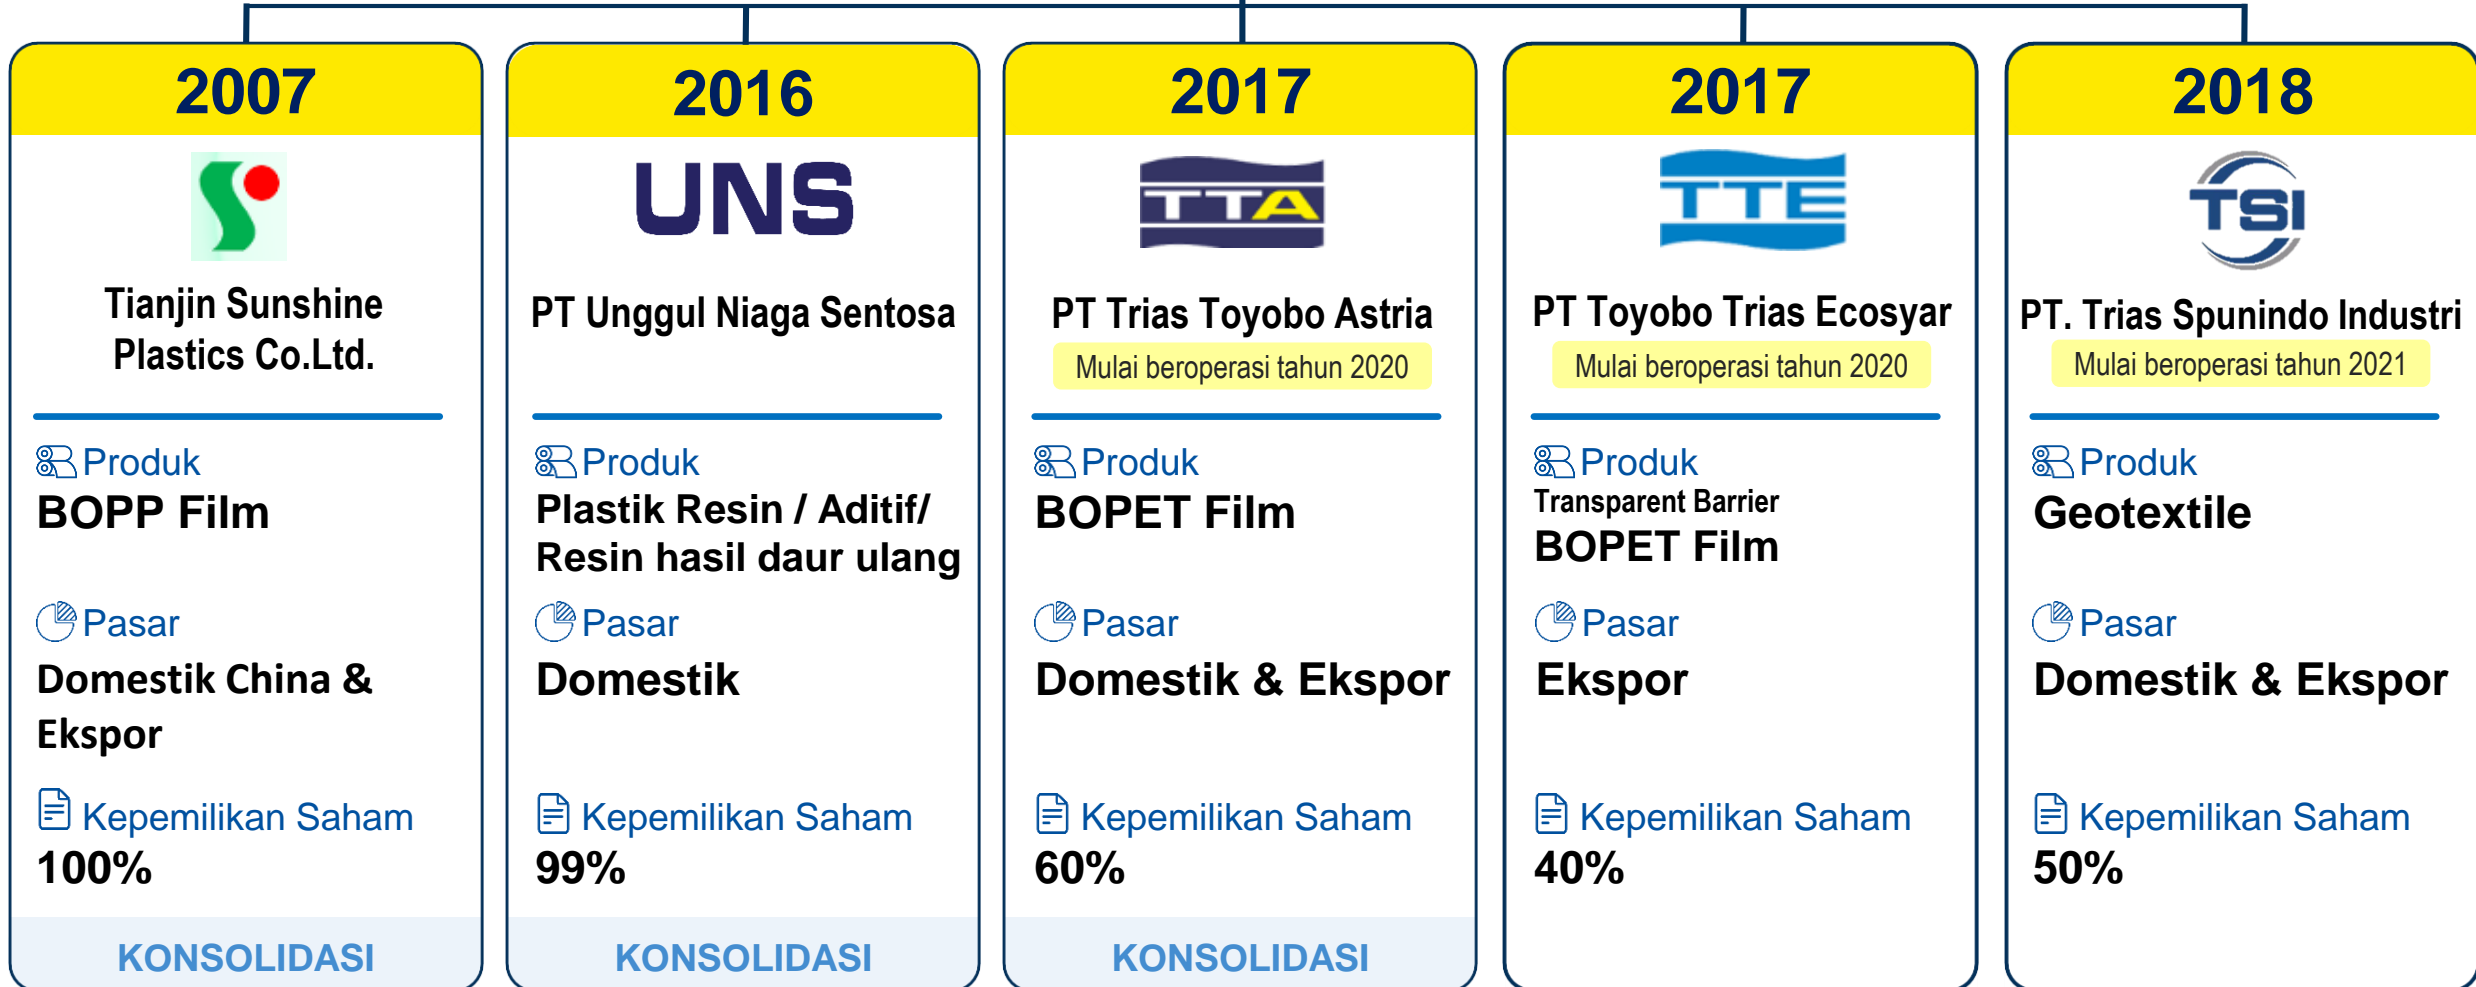 2007
Tianjin Sunshine
Plastics Co.Ltd.
Produk
BOPP Film
Pasar
Domestik China &
Ekspor
Kepemilikan Saham
100%
KONSOLIDASI
2016
UNS
PT Unggul Niaga Sentosa
Produk
Plastik Resin / Aditif/
Resin hasil daur ulang
Pasar
Domestik
Kepemilikan Saham
99%
KONSOLIDASI
2017
TTA
PT Trias Toyobo Astria
Mulai beroperasi tahun 2020
Produk
BOPET Film
Pasar
Domestik & Ekspor
Kepemilikan Saham
60%
KONSOLIDASI
2017
TTE
PT Toyobo Trias Ecosyar
Mulai beroperasi tahun 2020
Produk
Transparent Barrier
BOPET Film
Pasar
Ekspor
Kepemilikan Saham
40%
2018
TSI
PT. Trias Spunindo Industri
Mulai beroperasi tahun 2021
Produk
Geotextile
Pasar
Domestik & Ekspor
Kepemilikan Saham
50%